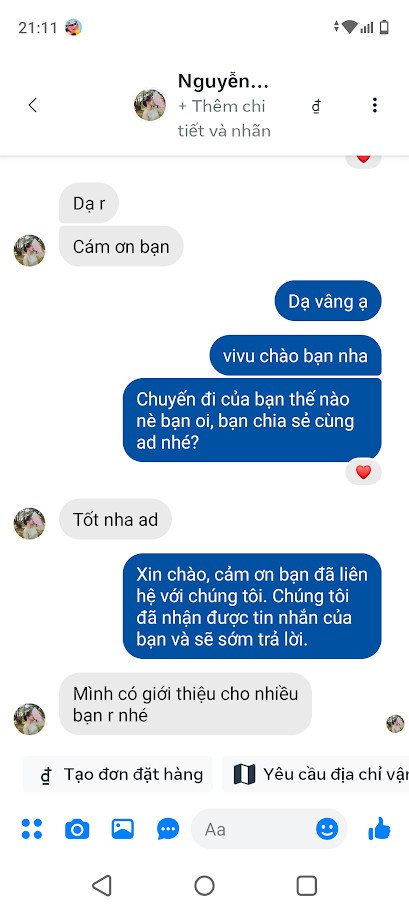 21:11
Nguyễn...
+ Thêm chi
tiết và nhãn
₫
Dạ r
Cám ơn bạn
Dạ vâng ạ
vivu chào bạn nha
Chuyến đi của bạn thế nào
nè bạn oi, bạn chia sẻ cùng
ad nhé?
Tốt nha ad
Xin chào, cảm ơn bạn đã liên
hệ với chúng tôi. Chúng tôi
đã nhận được tin nhắn của
bạn và sẽ sớm trả lời.
Mình có giới thiệu cho nhiều
bạn r nhé
₫ Tạo đơn đặt hàng
Yêu cầu địa chỉ vận
Aa